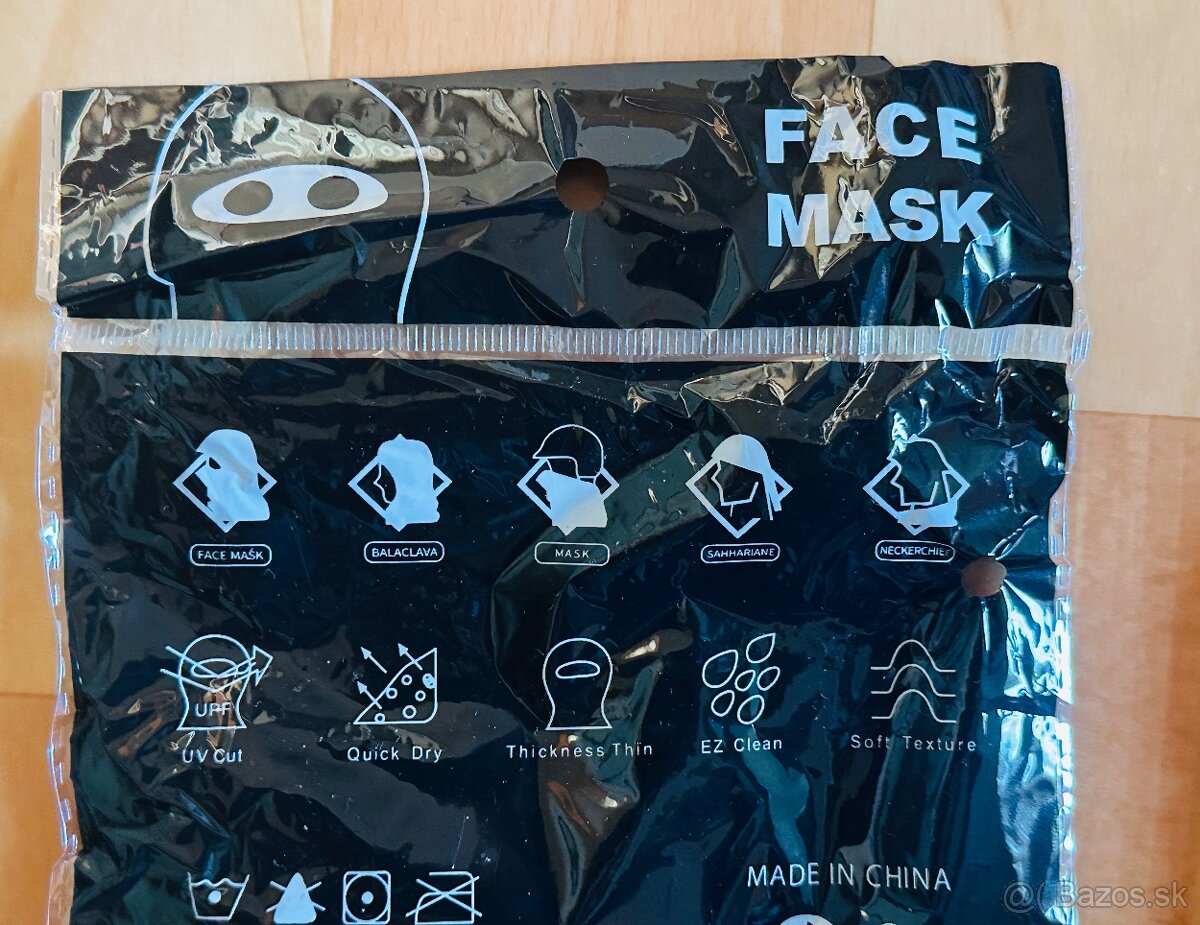 FACE
MASK
FACE MASK
BALACLAVA
MASK
SAHHARIANE
NECKERCHIEF
UPF
UV Cut
Quick Dry
Thickness Thin
EZ Clean
Soft Texture
MADE IN CHINA
@ Bazos.sk